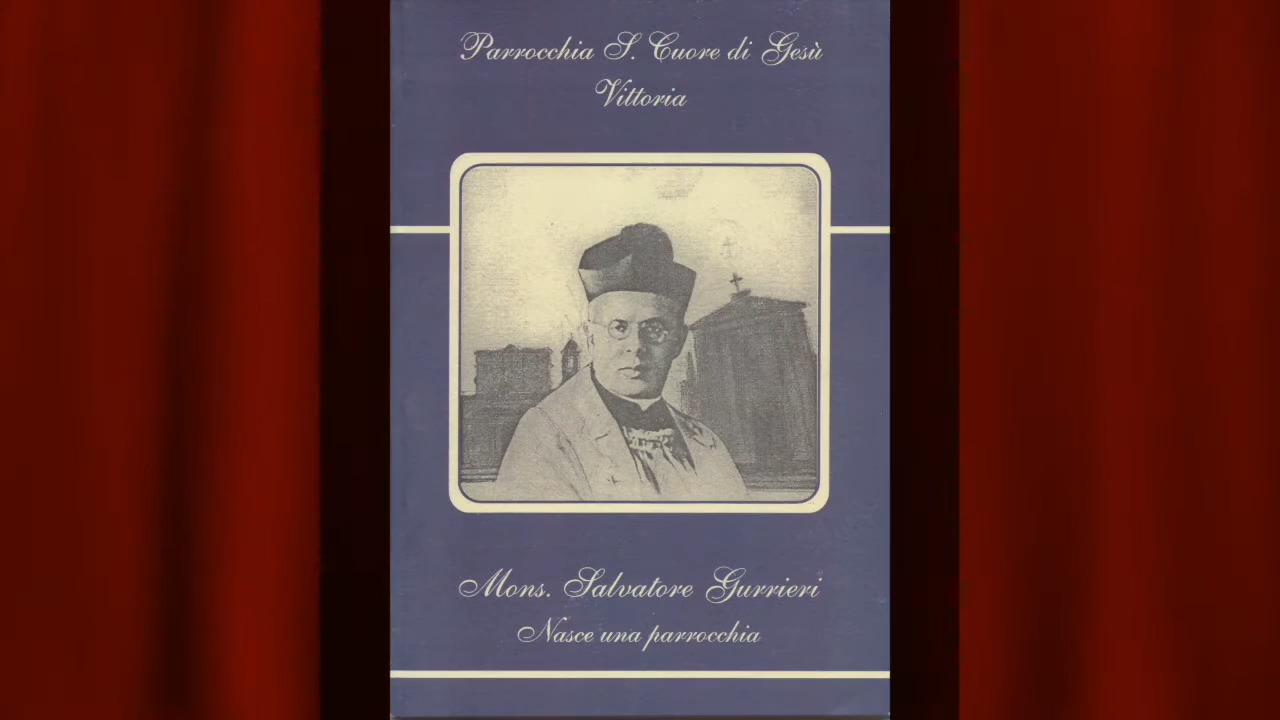 Parrocchia S. Cuore di Gesù
Vittoria
Mons. Salvatore Gurrieri
Nasce una parrocchia